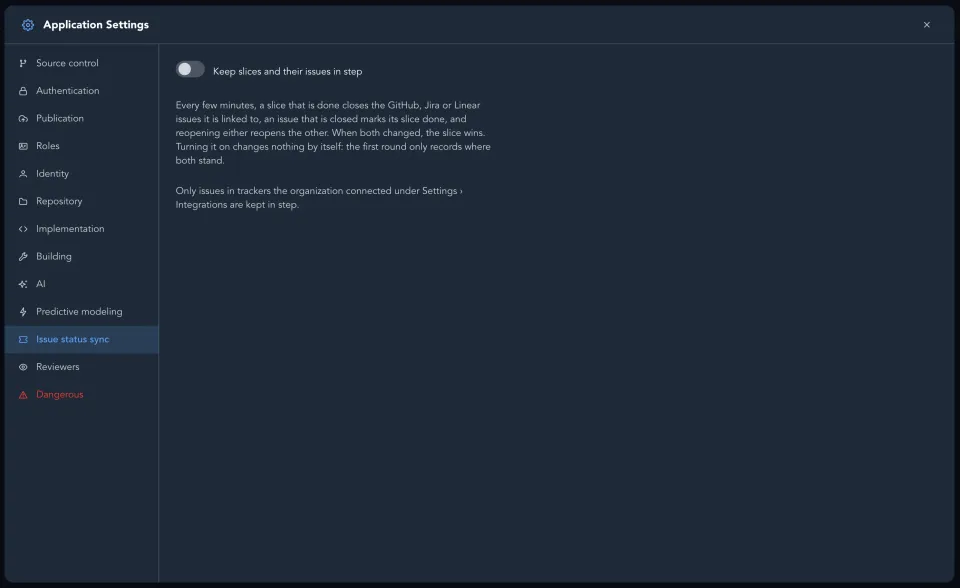 Application Settings
Source control
Authentication
Publication
Roles
Identity
Repository
Implementation
Building
AI
Predictive modeling
Issue status sync
Reviewers
Dangerous
Keep slices and their issues in step
Every few minutes, a slice that is done closes the GitHub, Jira or Linear
issues it is linked to, an issue that is closed marks its slice done, and
reopening either reopens the other. When both changed, the slice wins.
Turning it on changes nothing by itself: the first round only records where
both stand.
Only issues in trackers the organization connected under Settings ›
Integrations are kept in step.